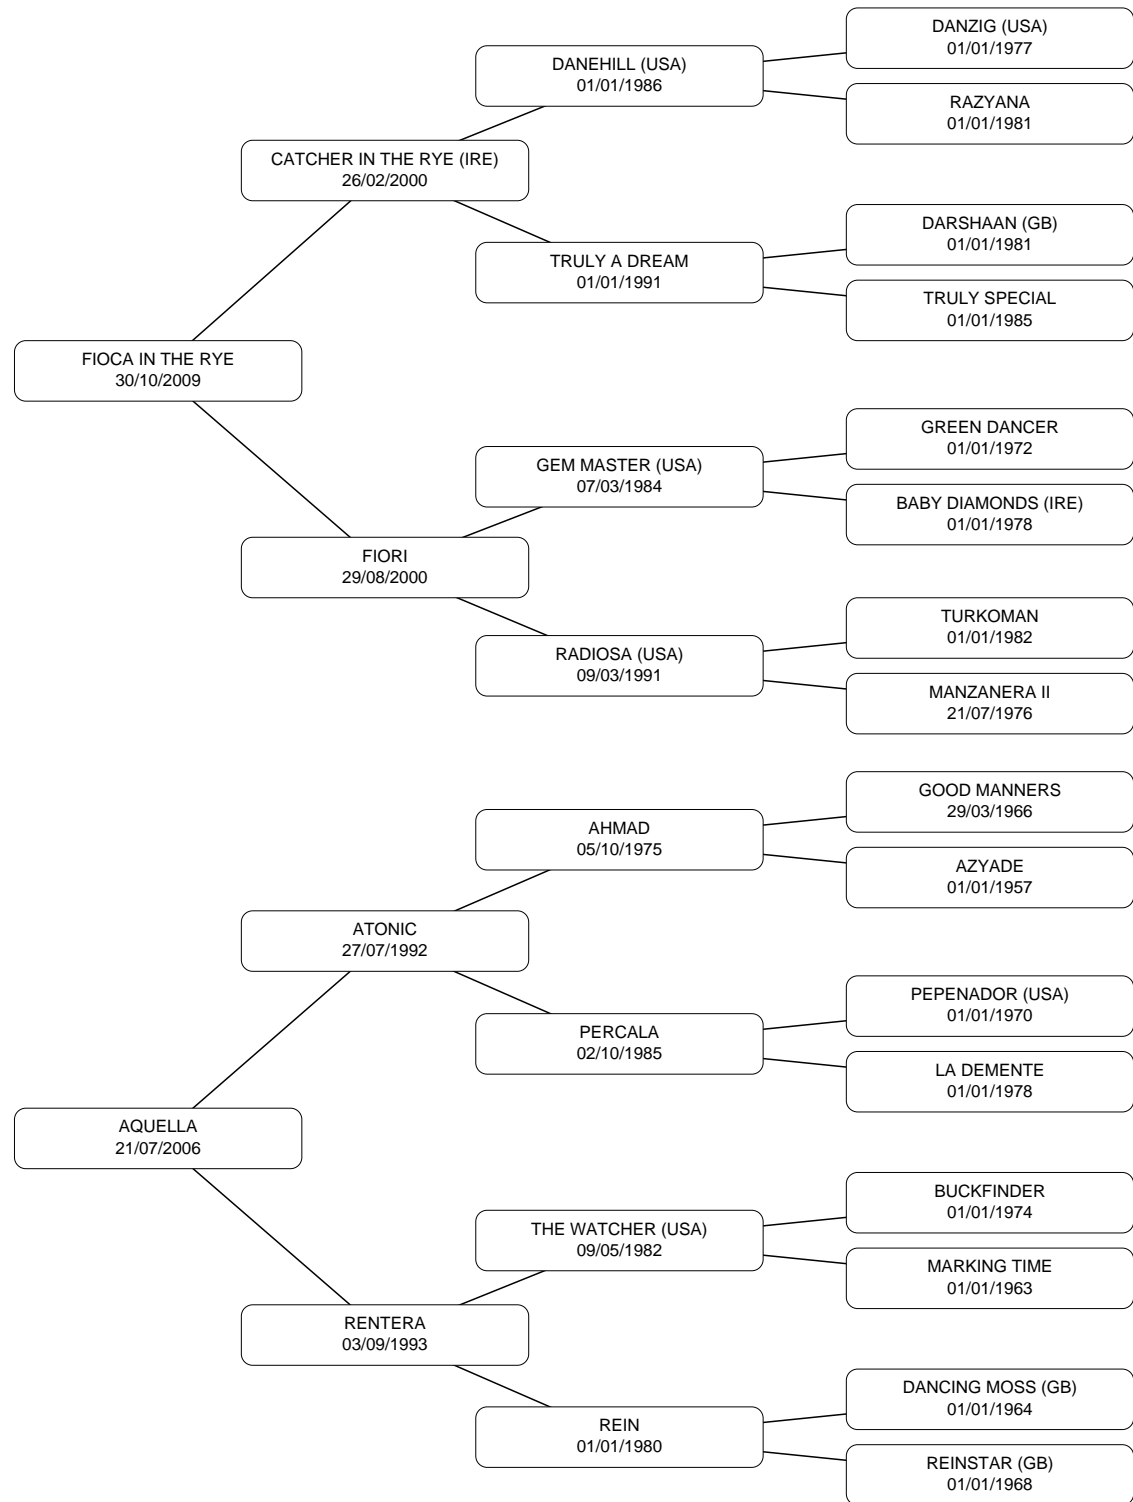 DANZIG (USA)
01/01/1977
DANEHILL (USA)
01/01/1986
RAZYANA
01/01/1981
CATCHER IN THE RYE (IRE)
26/02/2000
DARSHAAN (GB)
01/01/1981
TRULY A DREAM
01/01/1991
TRULY SPECIAL
01/01/1985
FIOCA IN THE RYE
30/10/2009
GREEN DANCER
01/01/1972
GEM MASTER (USA)
07/03/1984
BABY DIAMONDS (IRE)
01/01/1978
FIORI
29/08/2000
TURKOMAN
01/01/1982
RADIOSA (USA)
09/03/1991
MANZANERA II
21/07/1976
GOOD MANNERS
29/03/1966
AHMAD
05/10/1975
AZYADE
01/01/1957
ATONIC
27/07/1992
PEPENADOR (USA)
01/01/1970
PERCALA
02/10/1985
LA DEMENTE
01/01/1978
AQUELLA
21/07/2006
BUCKFINDER
01/01/1974
THE WATCHER (USA)
09/05/1982
MARKING TIME
01/01/1963
RENTERA
03/09/1993
DANCING MOSS (GB)
01/01/1964
REIN
01/01/1980
REINSTAR (GB)
01/01/1968